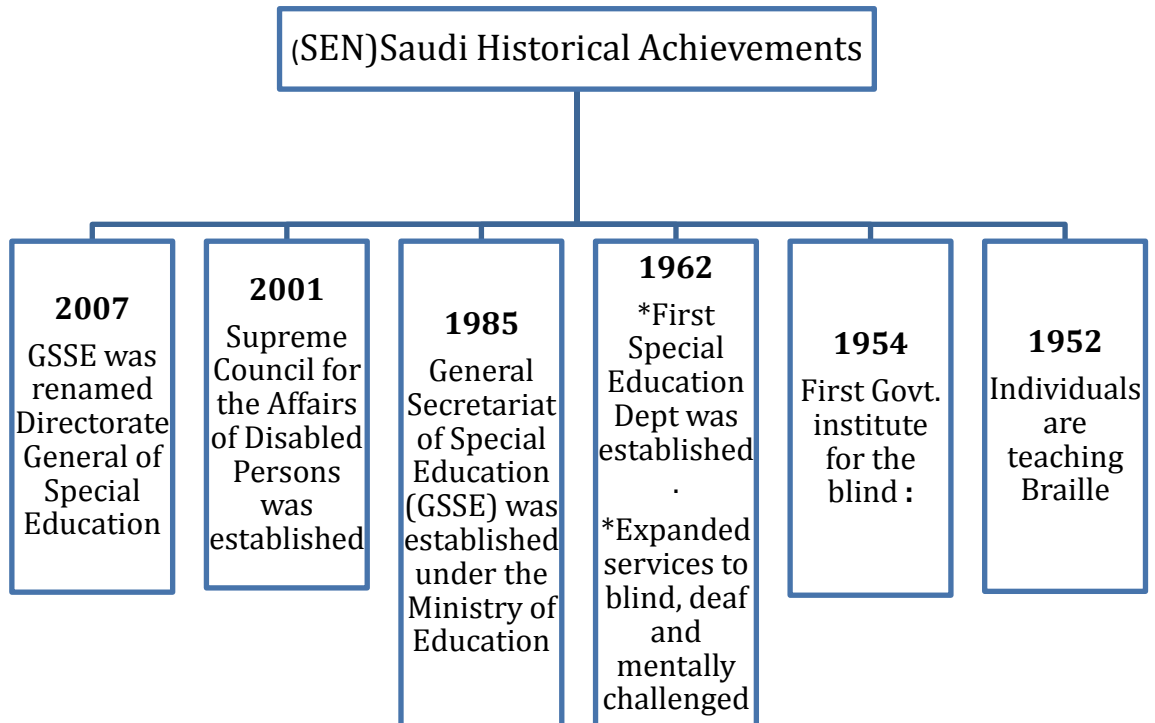 (SEN)Saudi Historical Achievements
2007
GSSE was
renamed
Directorate
General of
Special
Education
2001
Supreme
Council for
the Affairs
of Disabled
Persons
was
established
1985
General
Secretariat
of Special
Education
(GSSE) was
established
under the
Ministry of
Education
1962
*First
Special
Education
Dept was
established
.
*Expanded
services to
blind, deaf
and
mentally
challenged
1954
First Govt.
institute
for the
blind :
1952
Individuals
are
teaching
Braille